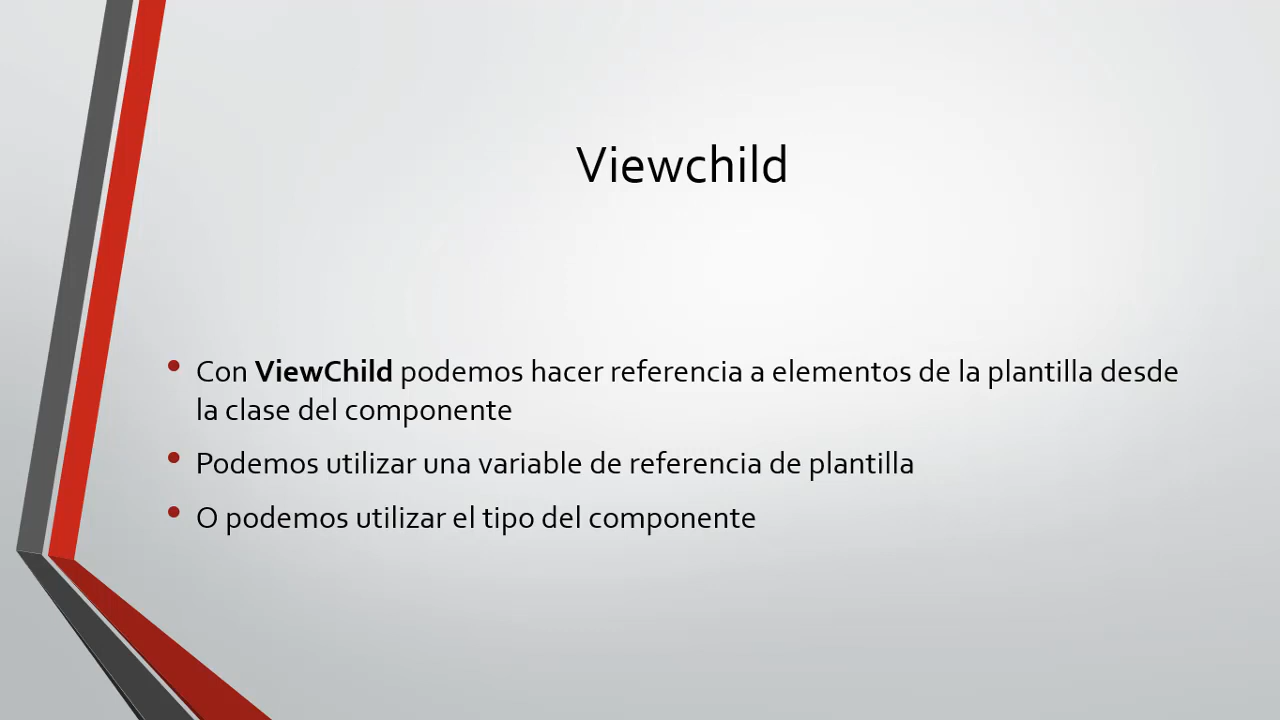 Viewchild
Con ViewChild podemos hacer referencia a elementos de la plantilla desde
la clase del componente
Podemos utilizar una variable de referencia de plantilla
O podemos utilizar el tipo del componente